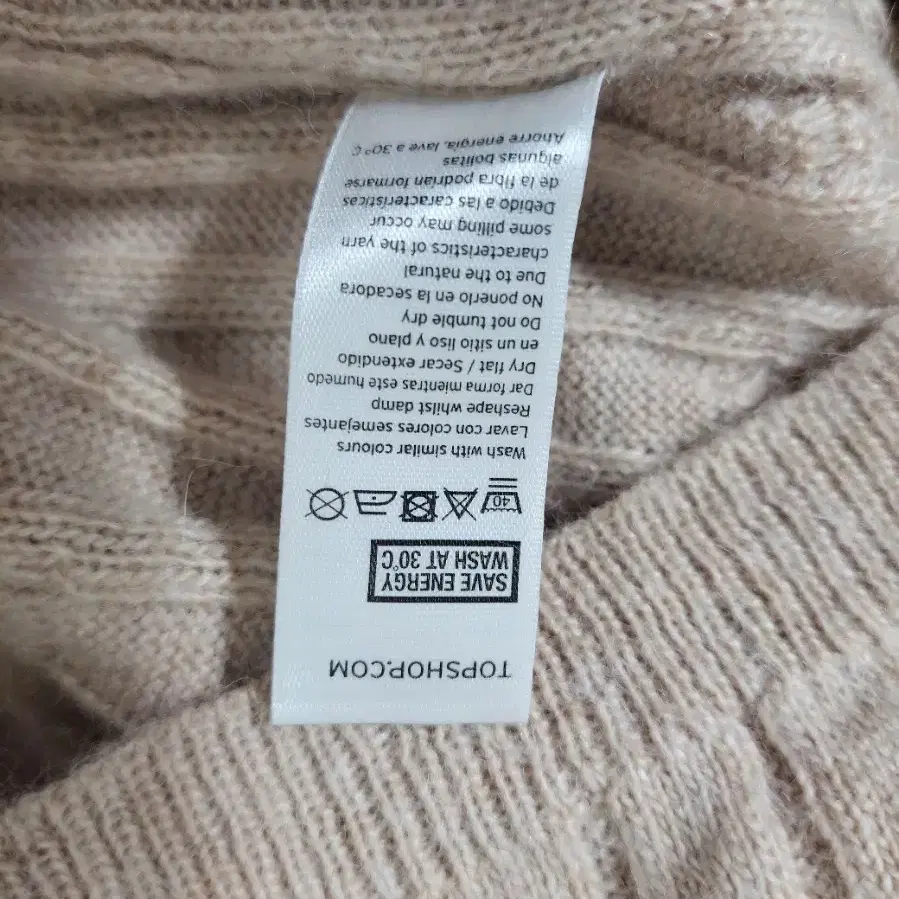 TOPSHOP.COM
SAVE ENERGY
WASH AT 30°C
40
Wash with similar colours
Lavar con colores semejantes
Reshape whilst damp
Dar forma mientras este humedo
Dry flat / Secar extendido
en un sitio liso y plano
Do not tumble dry
No ponerlo en la secadora
Due to the natural
characteristics of the yarn
some pilling may occur
Debido a las caracteristicas
de la fibra podrian formarse
algunas bolitas
Ahorre energia, lave a 30° C